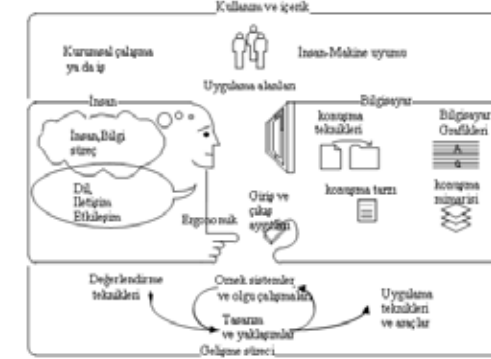 Kullanım ve içerik
Kurumsal çalışma
ya da iş
İnsan-Makine uyumu
Uygulama alanları
İnsan
Bilgisayar
İnsan,Bilgi
süreç
Dil,
İletişim
Etkileşim
Ergonomik
Giriş ve
çıkış
aygıtları
konuşma
teknikleri
Bilgisayar
Grafikleri
konuşma tarzı
konuşma
mimarisi
Değerlendirme
teknikleri
Ornek sistemler
ve olgu çalışmaları
Tasarım
ve yaklaşımlar
Uygulama
teknikleri
ve araçlar
Gelişme süreci